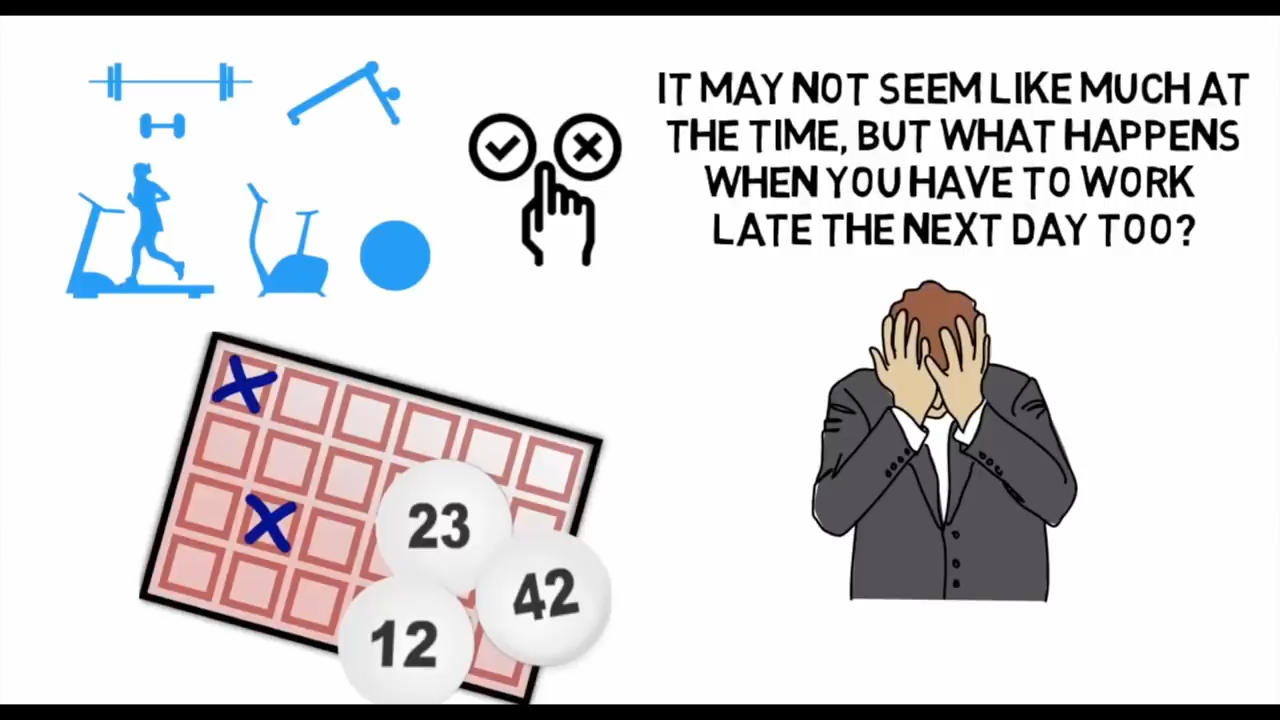 IT MAY NOT SEEM LIKE MUCH AT
THE TIME, BUT WHAT HAPPENS
WHEN YOU HAVE TO WORK
LATE THE NEXT DAY TOO?
23
42
12